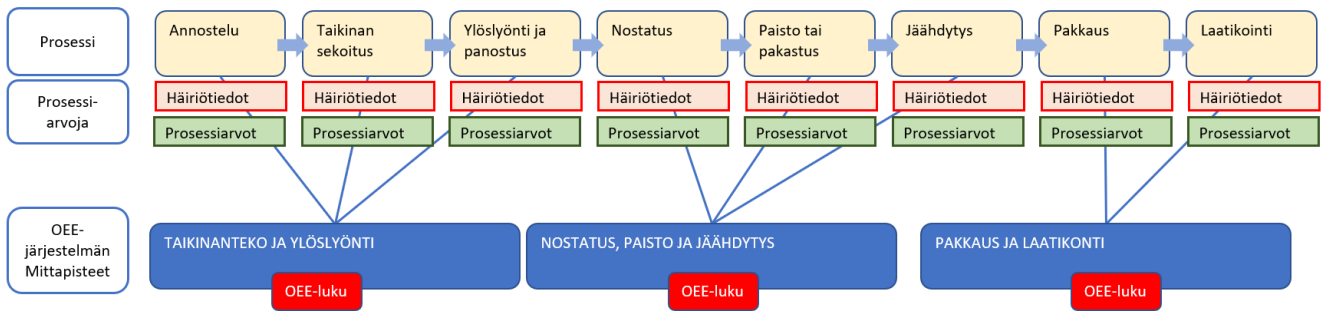 Prosessi
Annostelu
Taikinan
sekoitus
Ylöslyönti ja
panostus
Nostatus
Paisto tai
pakastus
Jäähdytys
Pakkaus
Laatikointi
Prosessi-
arvoja
Häiriötiedot
Häiriötiedot
Häiriötiedot
Häiriötiedot
Häiriötiedot
Häiriötiedot
Häiriötiedot
Häiriötiedot
Prosessiarvot
Prosessiarvot
Prosessiarvot
Prosessiarvot
Prosessiarvot
Prosessiarvot
Prosessiarvot
Prosessiarvot
OEE-
järjestelmän
Mittapisteet
TAIKINANTEKO JA YLÖSLYÖNTI
OEE-luku
NOSTATUS, PAISTO JA JÄÄHDYTYS
OEE-luku
PAKKAUS JA LAATIKONTI
OEE-luku